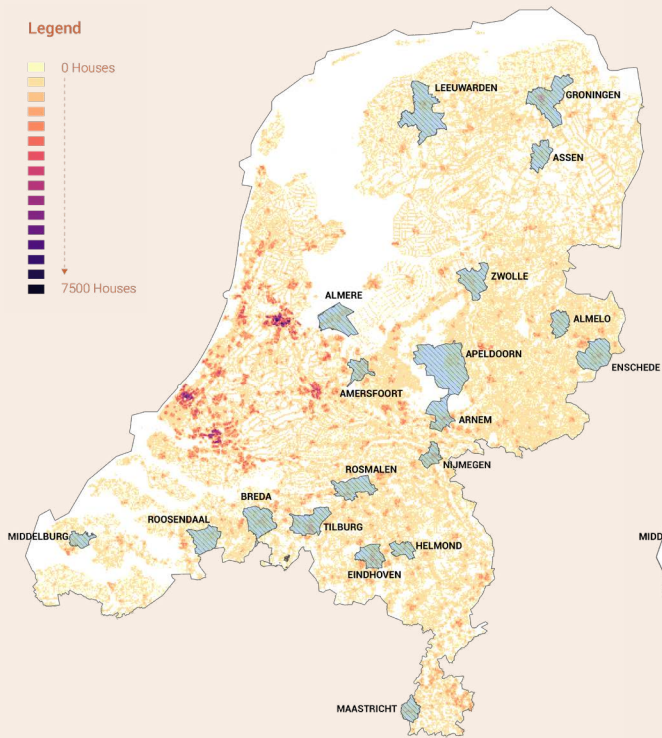 Legend
0 Houses
7500 Houses
LEEUWARDEN
GRONINGEN
ASSEN
ZWOLLE
ALMERE
ALMELO
APELDOORN
ENSCHEDE
AMERSFOORT
ARNEM
NIJMEGEN
ROSMALEN
BREDA
ROOSENDAAL
TILBURG
MIDDELBURG
MIDD
HELMOND
EINDHOVEN
MAASTRICHT